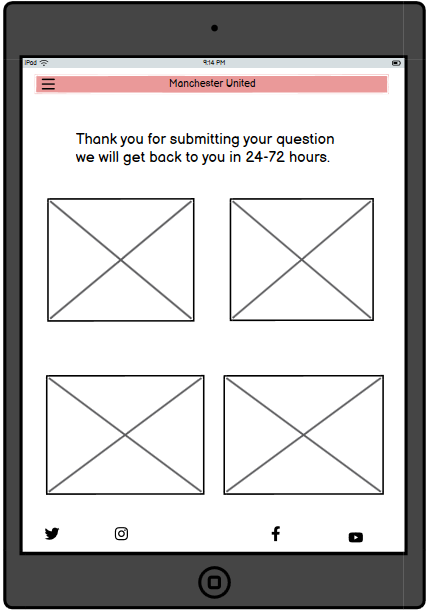 iPad 9:14 PM
Manchester United
Thank you for submitting your question
we will get back to you in 24-72 hours.